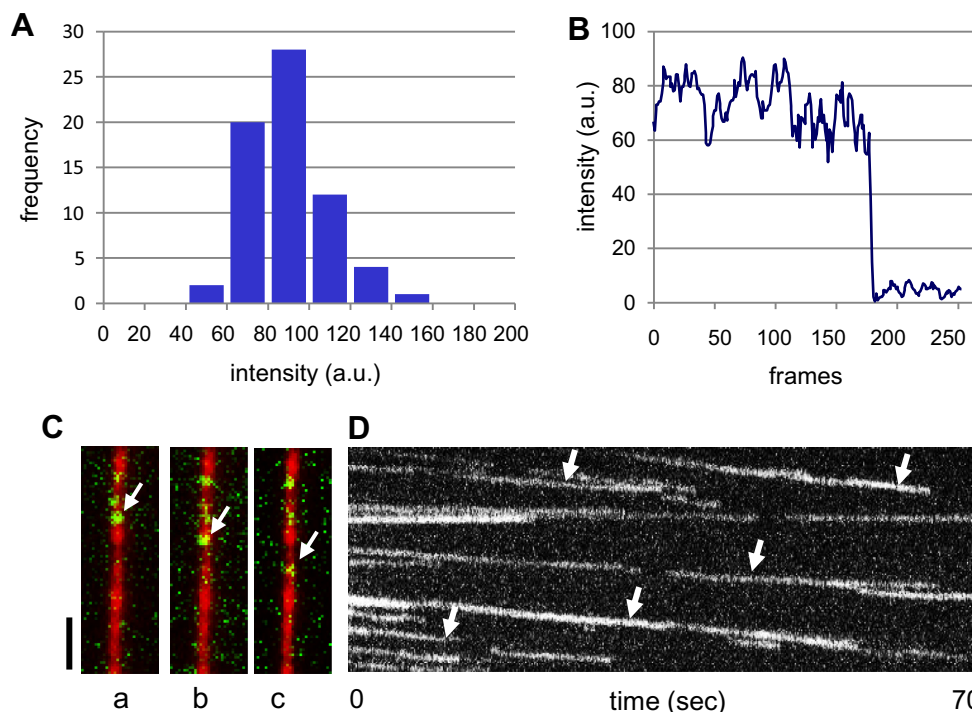 A
30
25
20
15
10
5
0
frequency
0 20 40 60 80 100 120 140 160 180 200
intensity (a.u.)
B
100
80
60
40
20
0
intensity (a.u.)
0 50 100 150 200 250
frames
C
a b c
D
0 time (sec) 70